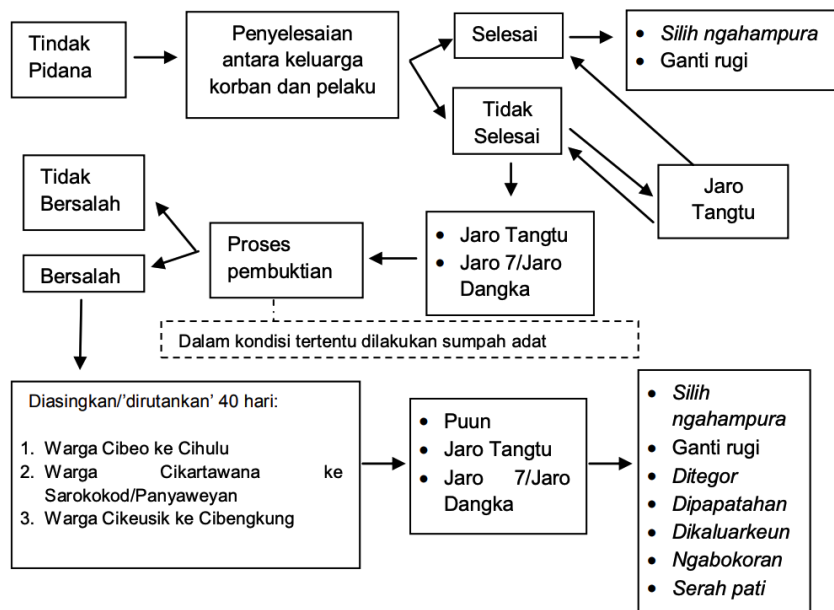 Tindak
Pidana
Penyelesaian
antara keluarga
korban dan pelaku
Selesai
• Silih ngahampura
• Ganti rugi
Tidak
Selesai
Jaro
Tangtu
Tidak
Bersalah
Bersalah
Proses
pembuktian
• Jaro Tangtu
• Jaro 7/Jaro
Dangka
Dalam kondisi tertentu dilakukan sumpah adat
Diasingkan/'dirutankan' 40 hari:
1. Warga Cibeo ke Cihulu
2. Warga Cikartawana ke
Sarokokod/Panyaweyan
3. Warga Cikeusik ke Cibengkung
• Puun
• Jaro Tangtu
• Jaro 7/Jaro
Dangka
• Silih
ngahampura
• Ganti rugi
• Ditegor
• Dipapatahan
• Dikaluarkeun
• Ngabokoran
• Serah pati